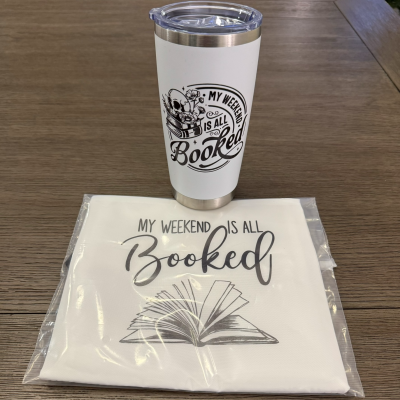 MY WEEKEND
IS ALL
Booked
MY WEEKEND IS ALL
Booked